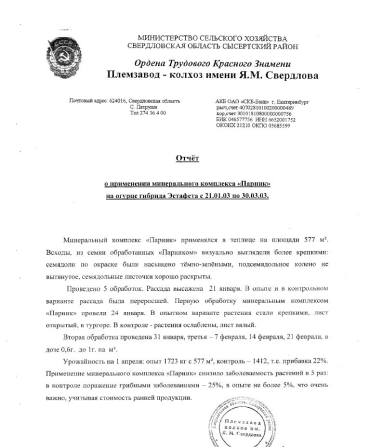 МИНИСТЕРСТВО СЕЛЬСКОГО ХОЗЯЙСТВА
СВЕРДЛОВСКАЯ ОБЛАСТЬ СЫСЕРТСКИЙ РАЙОН
Ордена Трудового Красного Знамени
Племзавод - колхоз имени Я.М. Свердлова
Почтовый адрес: 624016, Свердловская область
С. Патруши
Тел 274 36 4 00
АКБ ОАО «СКБ-Банк» г. Екатеринбург
расч.счет 40702810100200000489
кор.счет 30101810800000000756
БИК 046577756 ИНН 6652001752
ОКОНХ 21210 ОКПО 03685399
Отчёт
о применении минерального комплекса «Парник»
на огурце гибрида Эстафета с 21.01.03 по 30.03.03.
Минеральный комплекс «Парник» применялся в теплице на площади 577 м².
Всходы, из семян обработанных «Парником» визуально выглядели более крепкими:
семядоли по окраске были насыщено тёмно-зелёными, подсемядольное колено не
вытянутое, семядольные листочки хорошо раскрыты.
Проведено 5 обработок. Рассада высажена 21 января. В опыте и в контрольном
варианте рассада была переросшей. Первую обработку минеральным комплексом
«Парник» провели 24 января. В опытном варианте растения стали крепкими, лист
открытый, в тургоре. В контроле - растения ослаблены, лист вялый.
Вторая обработка проведена 31 января, третья – 7 февраля, 14 февраля, 21 февраля, в
дозе 0,6г. до 1г. на м².
Урожайность на 1 апреля: опыт 1723 кг с 577 м², контроль – 1412, т.е. прибавка 22%.
Применение минерального комплекса «Парник» снизило заболеваемость растений в 5 раз:
в контроле поражение грибными заболеваниями – 25%, в опыте не более 5%, что очень
важно, учитывая стоимость ранней продукции.
Племзавод
колхоз им.
Я. М. Свердлова